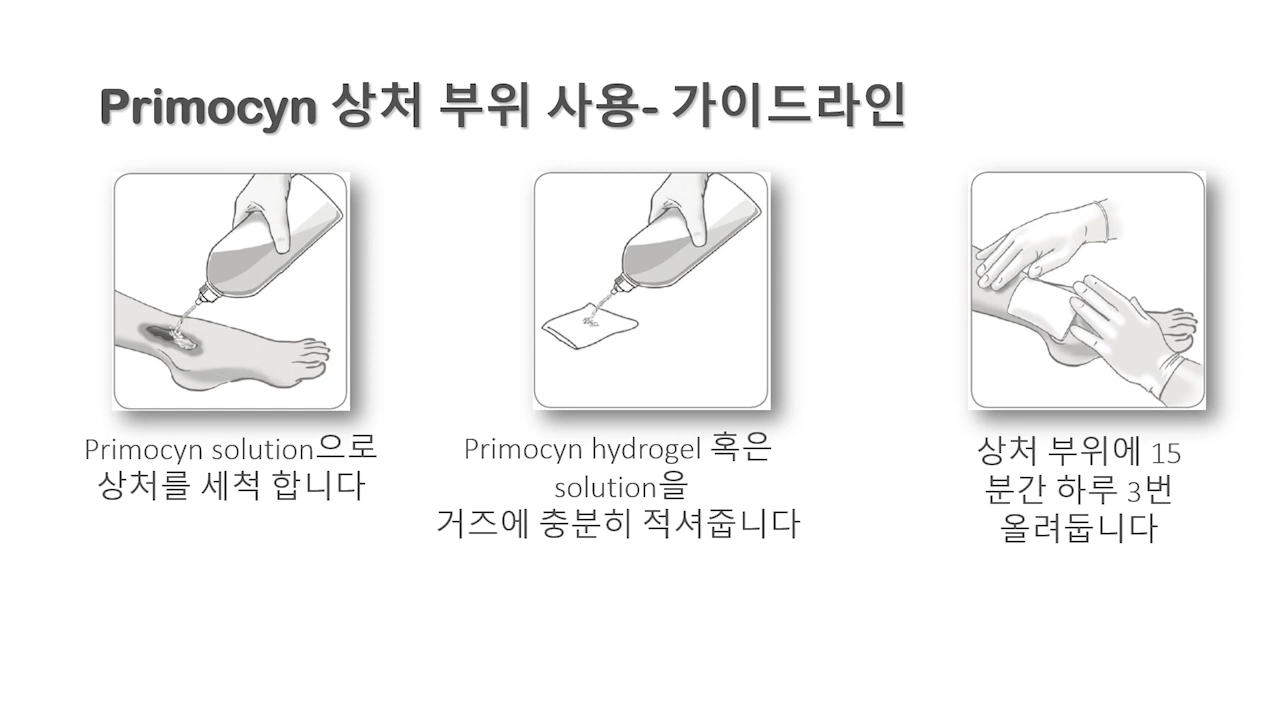 Primocyn 상처 부위 사용- 가이드라인
Primocyn solution으로
상처를 세척 합니다
Primocyn hydrogel 혹은
solution을
거즈에 충분히 적셔줍니다
상처 부위에 15
분간 하루 3번
올려둡니다